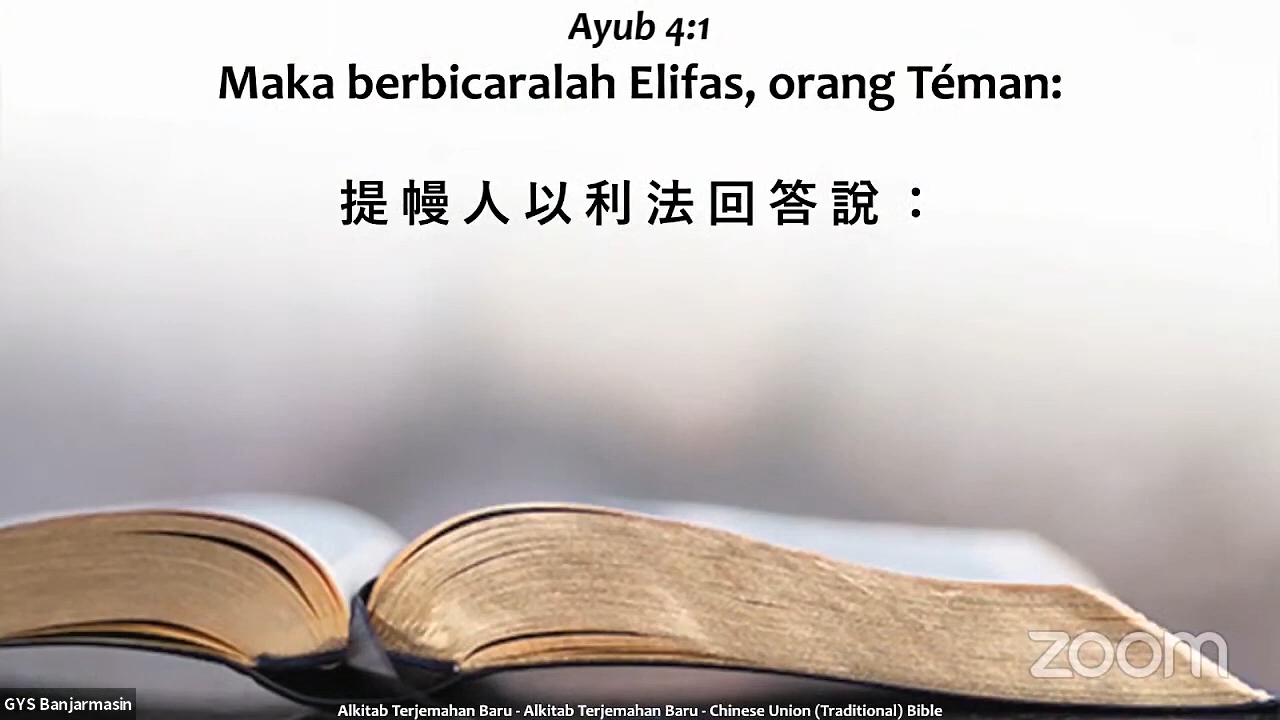 Ayub 4:1
Maka berbicaralah Elifas, orang Téman:
提幔人以利法回答說：
zoom
GYS Banjarmasin
Alkitab Terjemahan Baru - Alkitab Terjemahan Baru - Chinese Union (Traditional) Bible